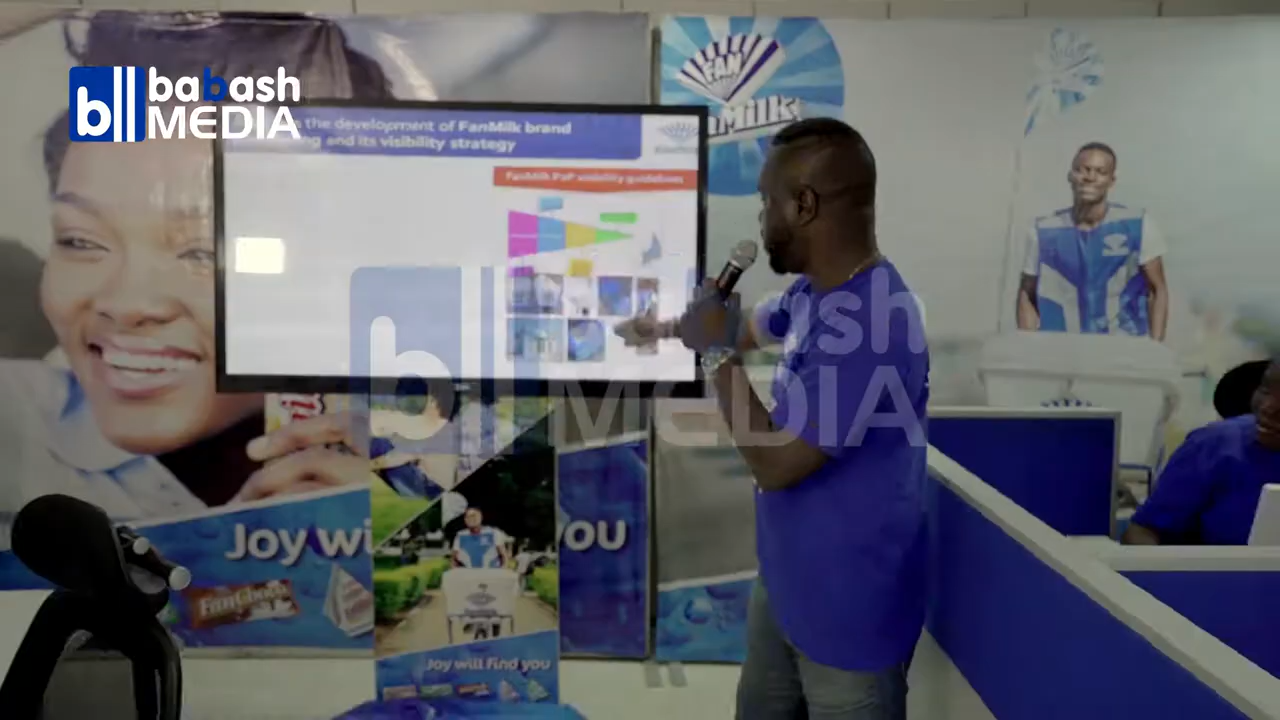 babash
MEDIA
the development of FanMilk brand
and its visibility strategy
FanMilk PoP visibility guidelines
FAN
Milk
babash
MEDIA
Joy wi
you
FanChoco
Joy will find you